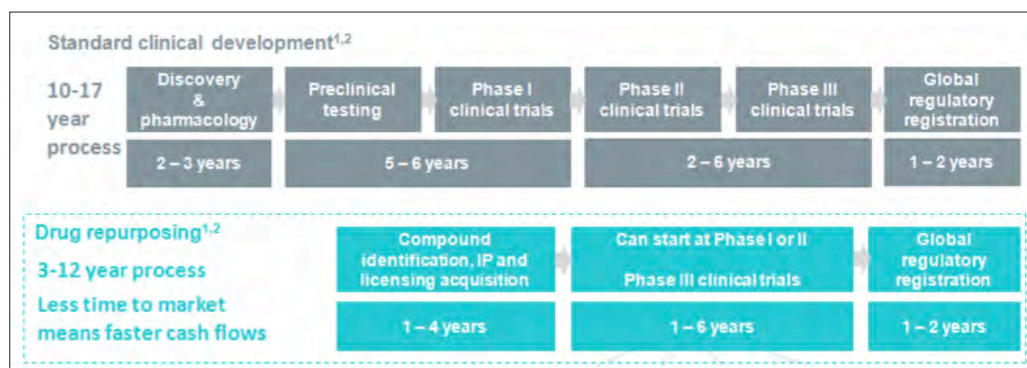 Standard clinical development1,2
10-17
year
process
Discovery
&
pharmacology
Preclinical
testing
Phase I
clinical trials
Phase II
clinical trials
Phase III
clinical trials
Global
regulatory
registration
2 – 3 years
5 – 6 years
2 – 6 years
1 – 2 years
Drug repurposing1,2
3-12 year process
Less time to market
means faster cash flows
Compound
identification, IP and
licensing acquisition
Can start at Phase I or II
Phase III clinical trials
Global
regulatory
registration
1 – 4 years
1 – 6 years
1 – 2 years